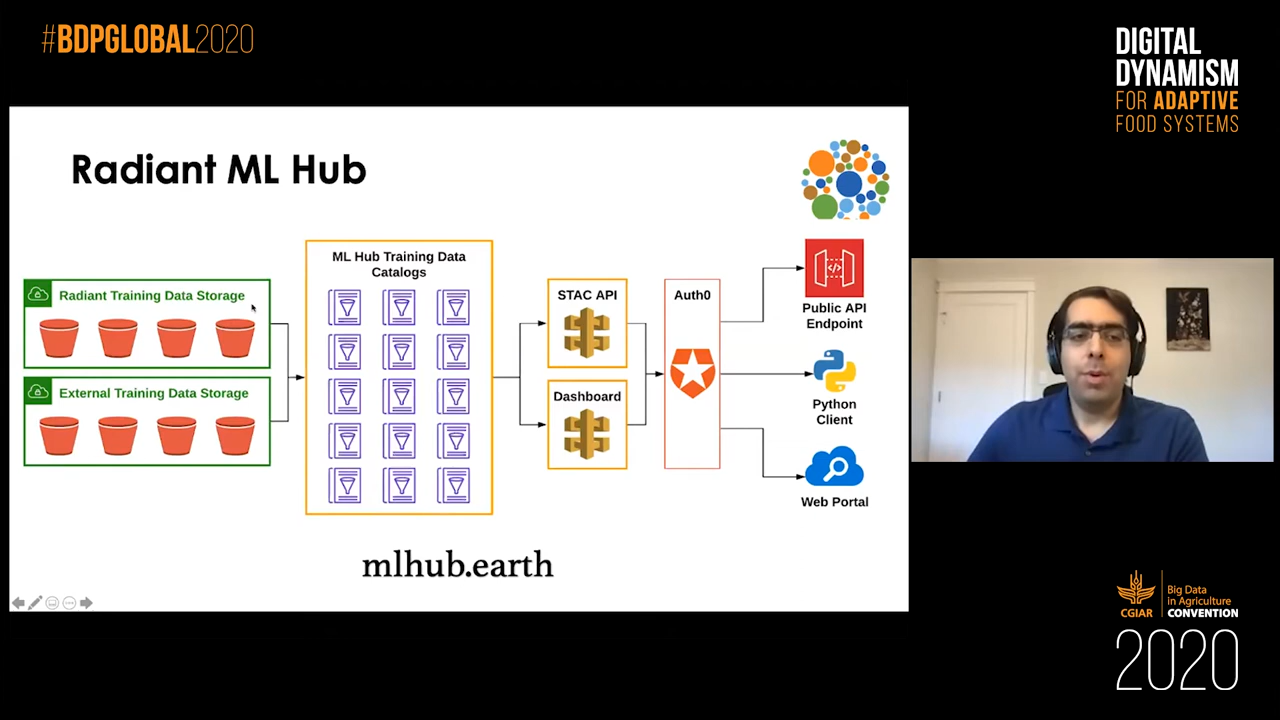 #BDPGLOBAL2020
DIGITAL
DYNAMISM
FOR ADAPTIVE
FOOD SYSTEMS
Radiant ML Hub
Radiant Training Data Storage
External Training Data Storage
ML Hub Training Data
Catalogs
STAC API
Dashboard
Auth0
Public API
Endpoint
Python
Client
Web Portal
mlhub.earth
CGIAR
Big Data
in Agriculture
CONVENTION
2020